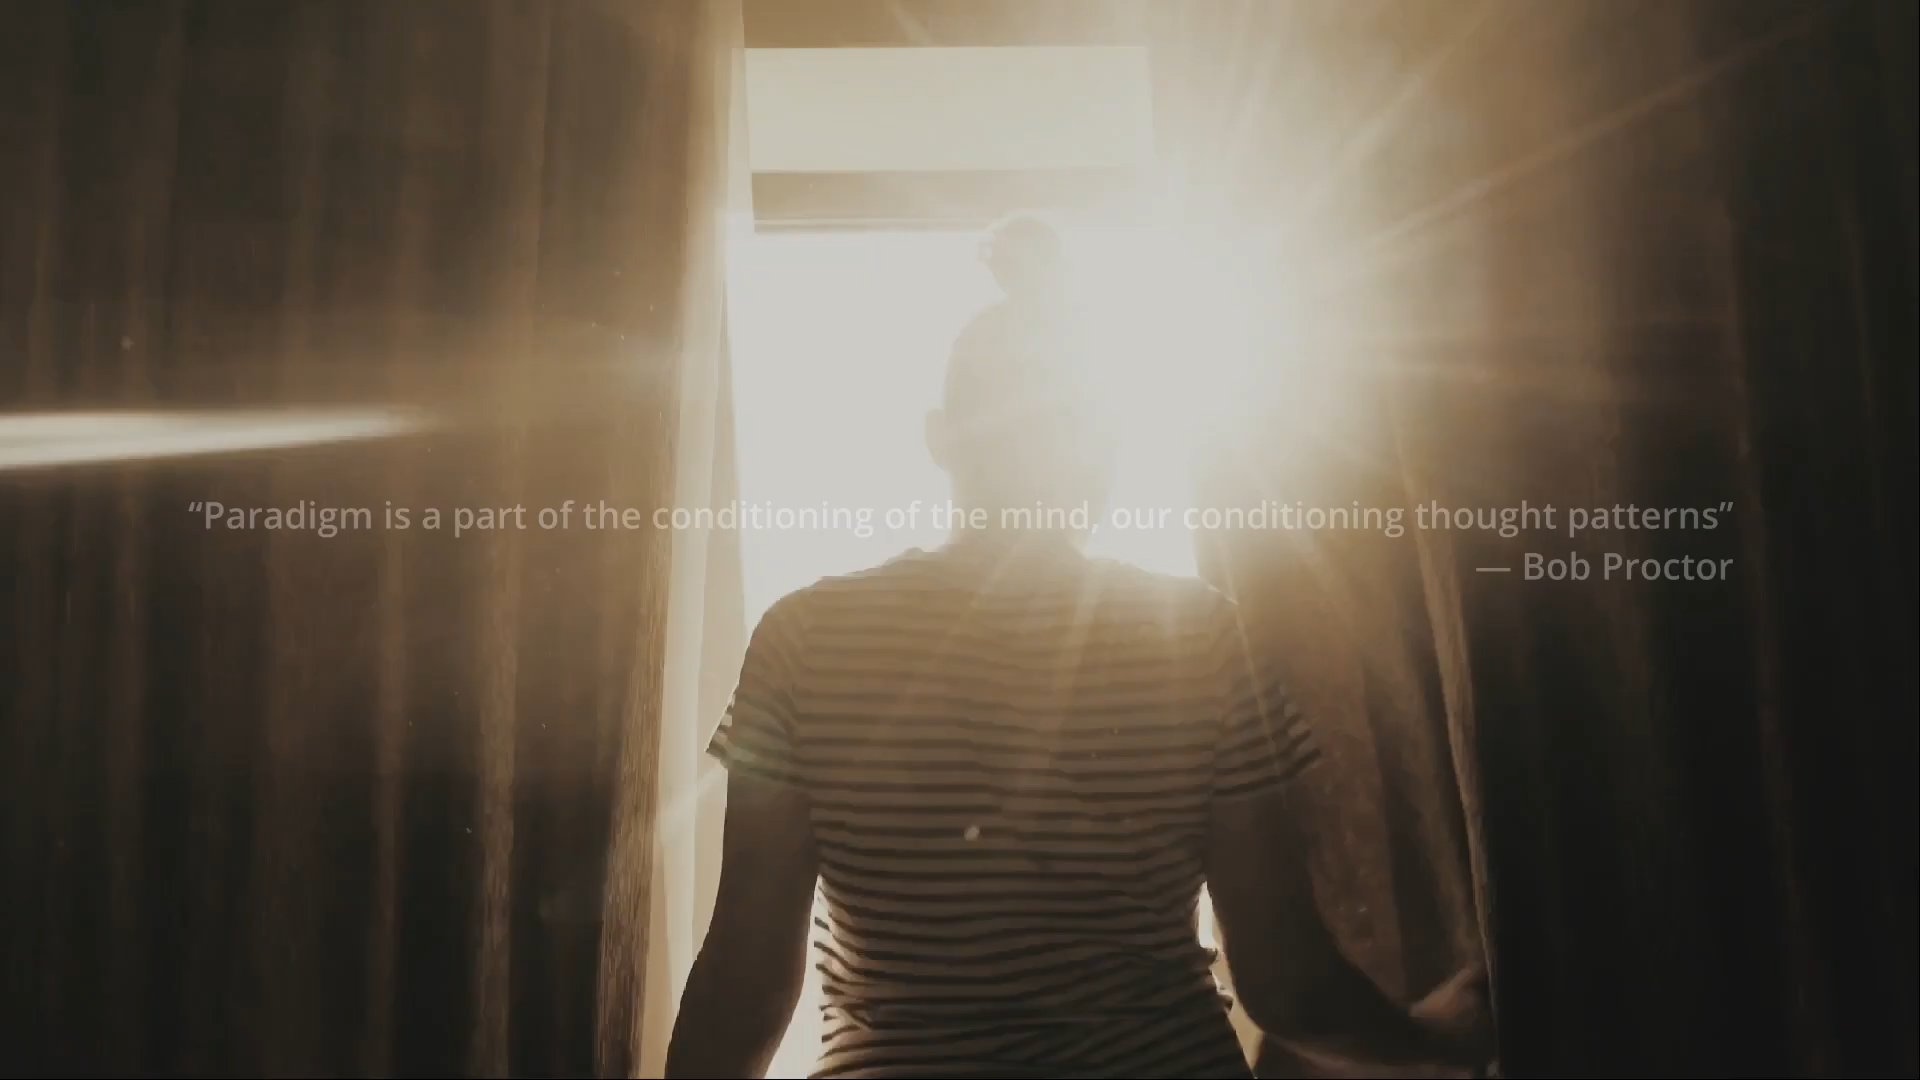 “Paradigm is a part of the conditioning of the mind, our conditioning thought patterns”
— Bob Proctor